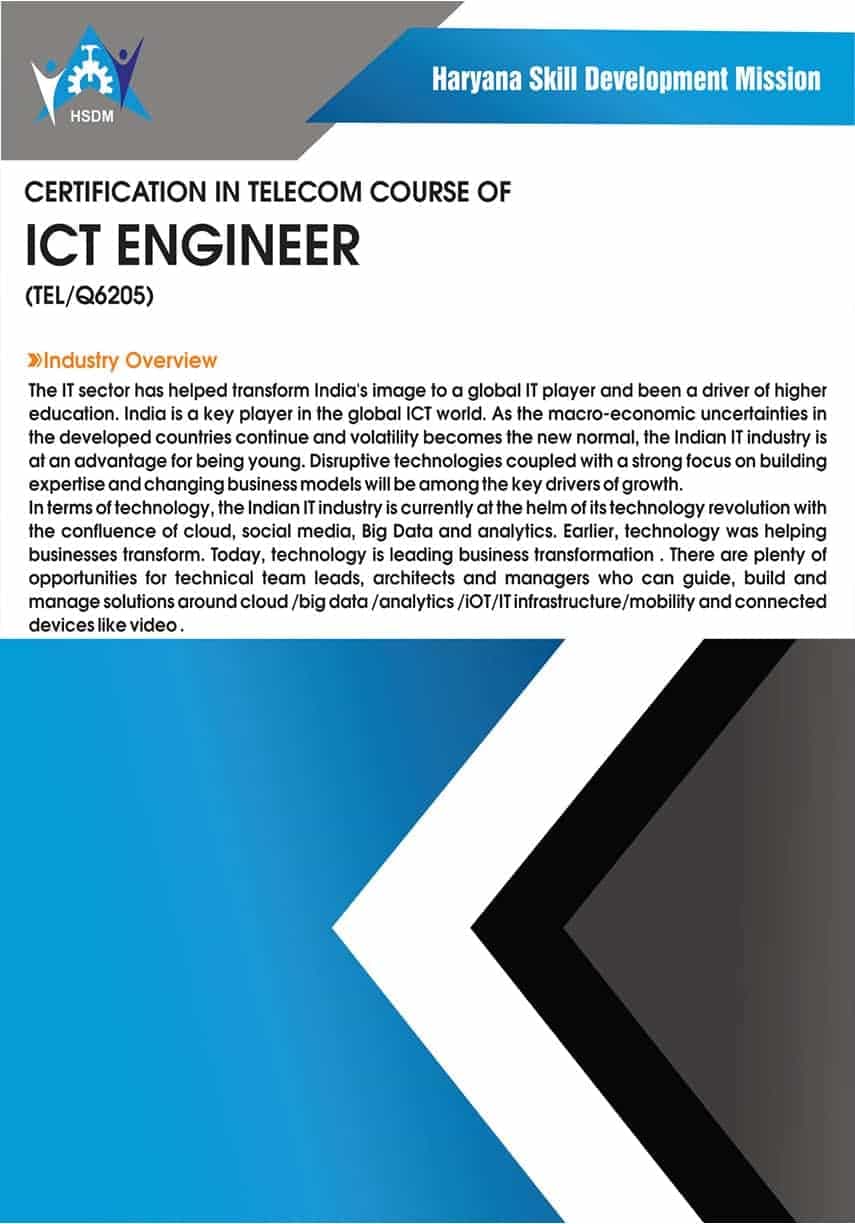 HSDM
Haryana Skill Development Mission
CERTIFICATION IN TELECOM COURSE OF
ICT ENGINEER
(TEL/Q6205)
Industry Overview
The IT sector has helped transform India's image to a global IT player and been a driver of higher
education. India is a key player in the global ICT world. As the macro-economic uncertainties in
the developed countries continue and volatility becomes the new normal, the Indian IT industry is
at an advantage for being young. Disruptive technologies coupled with a strong focus on building
expertise and changing business models will be among the key drivers of growth.
In terms of technology, the Indian IT industry is currently at the helm of its technology revolution with
the confluence of cloud, social media, Big Data and analytics. Earlier, technology was helping
businesses transform. Today, technology is leading business transformation . There are plenty of
opportunities for technical team leads, architects and managers who can guide, build and
manage solutions around cloud /big data /analytics /iOT/IT infrastructure/mobility and connected
devices like video .